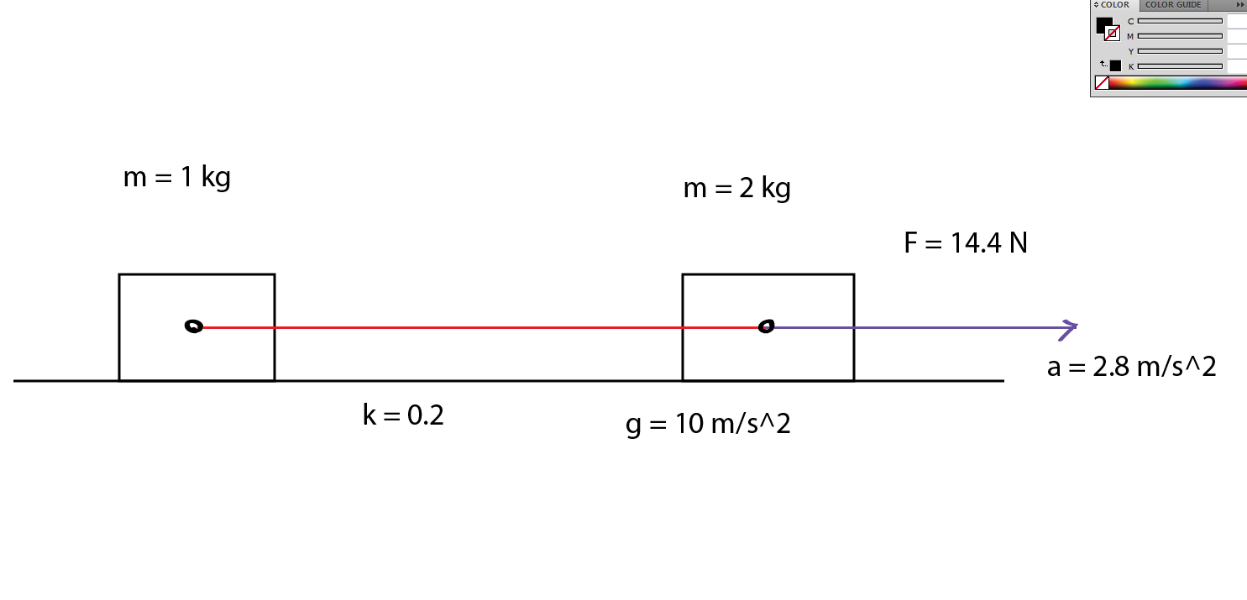 COLOR COLOR GUIDE
C
M
Y
K
m = 1 kg
m = 2 kg
F = 14.4 N
a = 2.8 m/s^2
k = 0.2
g = 10 m/s^2